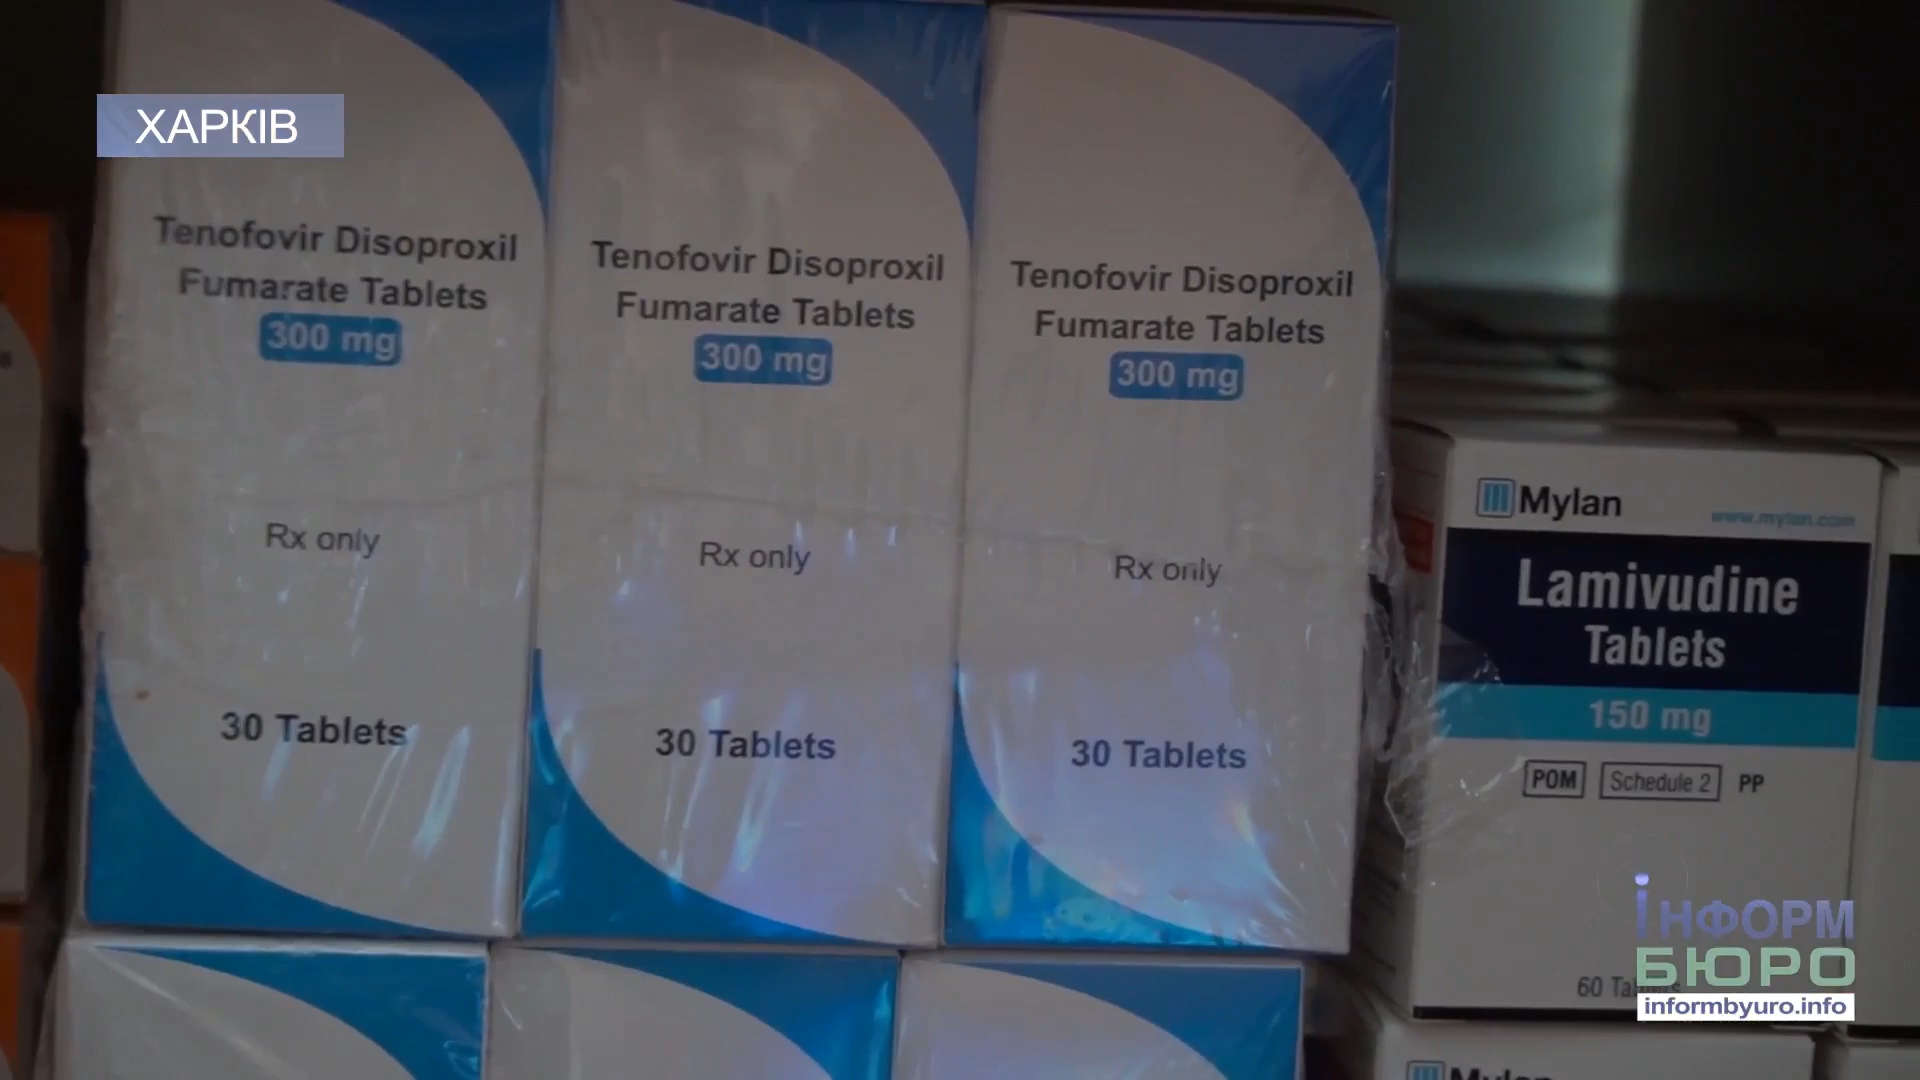 ХАРКІВ
Tenofovir Disoproxil
Fumarate Tablets
300 mg
Rx only
30 Tablets
Tenofovir Disoproxil
Fumarate Tablets
300 mg
Rx only
30 Tablets
Tenofovir Disoproxil
Fumarate Tablets
300 mg
Rx only
30 Tablets
Mylan
www.mylan.com
Lamivudine
Tablets
150 mg
POM Schedule 2 PP
60
Mylan
ІНФОРМ
БЮРО
informbyuro.info